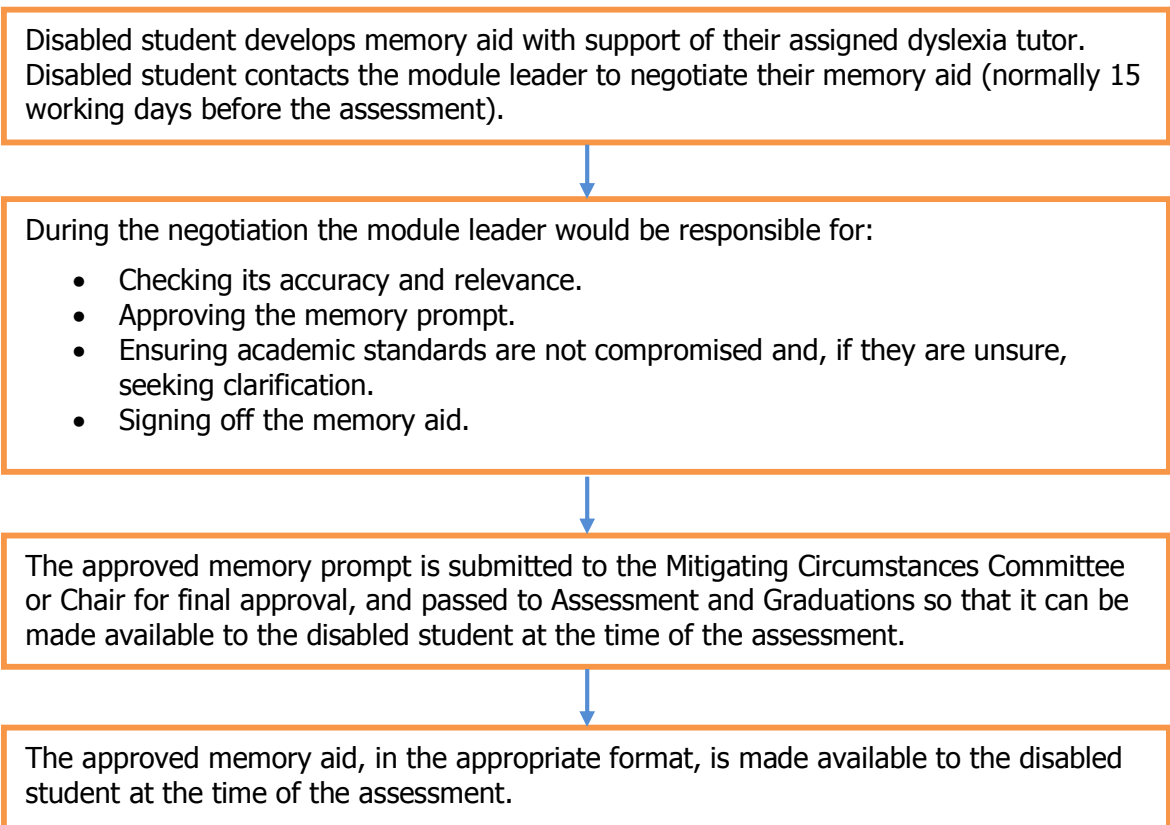 Disabled student develops memory aid with support of their assigned dyslexia tutor.
Disabled student contacts the module leader to negotiate their memory aid (normally 15
working days before the assessment).
During the negotiation the module leader would be responsible for:
• Checking its accuracy and relevance.
• Approving the memory prompt.
• Ensuring academic standards are not compromised and, if they are unsure,
seeking clarification.
• Signing off the memory aid.
The approved memory prompt is submitted to the Mitigating Circumstances Committee
or Chair for final approval, and passed to Assessment and Graduations so that it can be
made available to the disabled student at the time of the assessment.
The approved memory aid, in the appropriate format, is made available to the disabled
student at the time of the assessment.